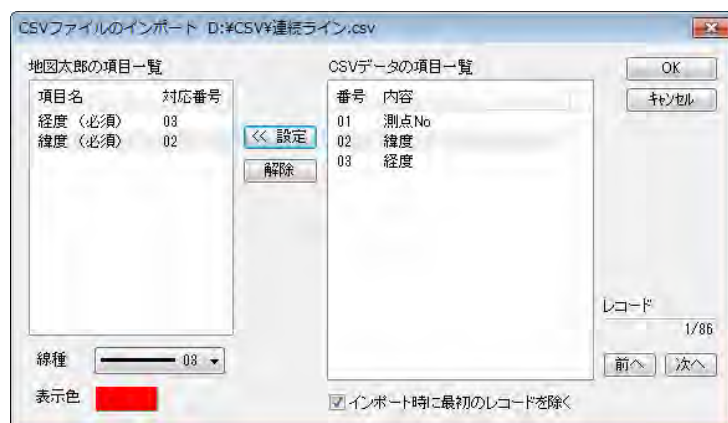 CSVファイルのインポート D:¥CSV¥連続ライン.csv
地図太郎の項目一覧
項目名 対応番号
経度（必須） 03
緯度（必須） 02
<< 設定
解除
CSVデータの項目一覧
番号 内容
01 測点No
02 緯度
03 経度
OK
ｷｬﾝｾﾙ
レコード
1/86
前へ 次へ
線種 03
表示色
インポート時に最初のレコードを除く